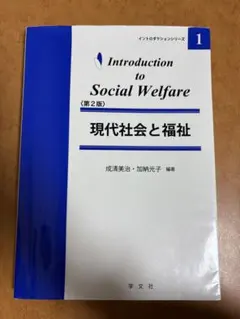 イントロダクションシリーズ 1
Introduction
to
Social Welfare
〈第2版〉
現代社会と福祉
成清美治・加納光子 編著
学文社